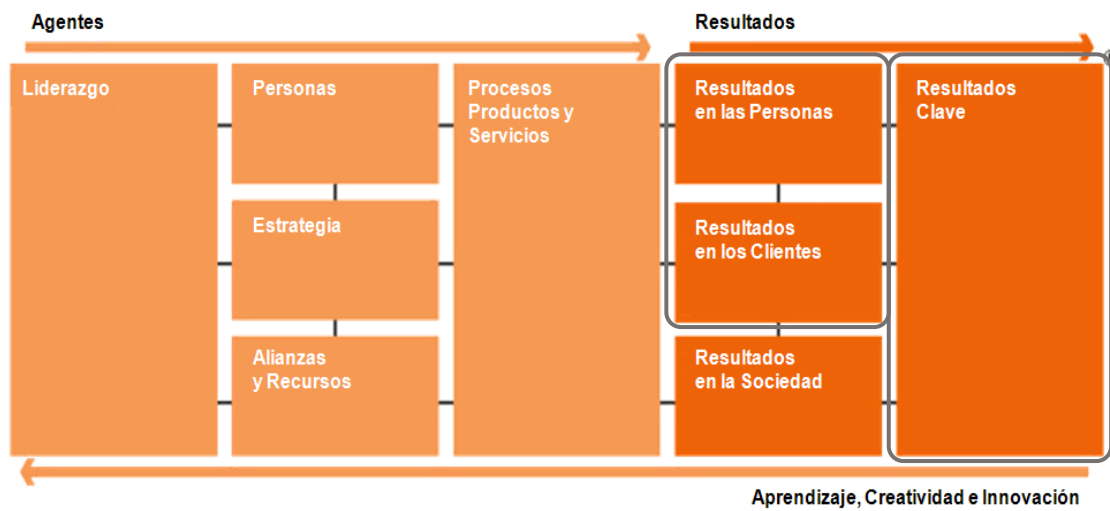 Agentes
Resultados
Liderazgo
Personas
Procesos
Productos y
Servicios
Resultados
en las Personas
Resultados
Clave
Estrategia
Resultados
en los Clientes
Alianzas
y Recursos
Resultados
en la Sociedad
Aprendizaje, Creatividad e Innovación